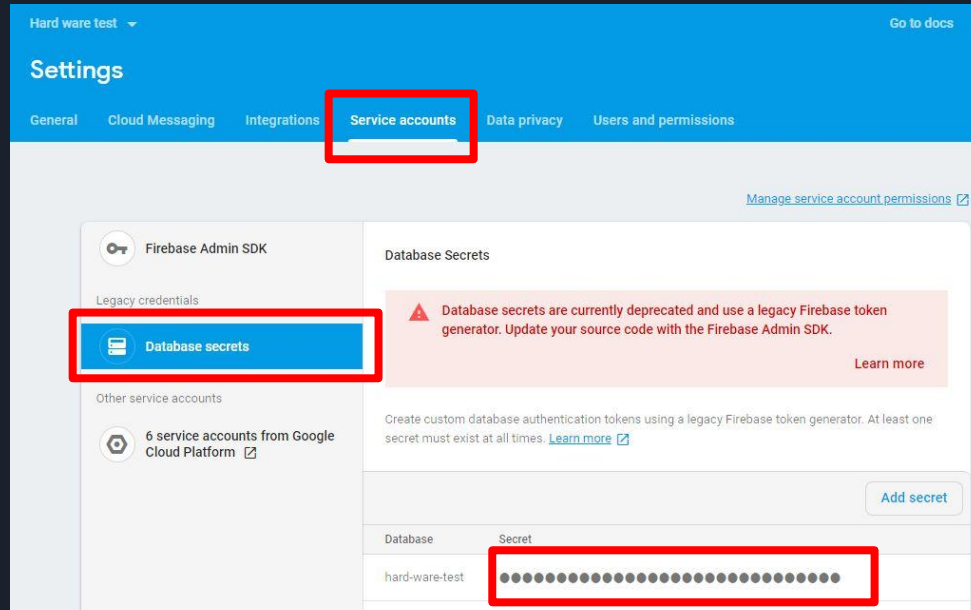 Hard ware test
Go to docs
Settings
General Cloud Messaging Integrations Service accounts Data privacy Users and permissions
Manage service account permissions
Firebase Admin SDK
Legacy credentials
Database secrets
Other service accounts
6 service accounts from Google
Cloud Platform
Database Secrets
Database secrets are currently deprecated and use a legacy Firebase token
generator. Update your source code with the Firebase Admin SDK.
Learn more
Create custom database authentication tokens using a legacy Firebase token generator. At least one
secret must exist at all times. Learn more
Add secret
Database Secret
hard-ware-test ●●●●●●●●●●●●●●●●●●●●●●●●●●●●●●